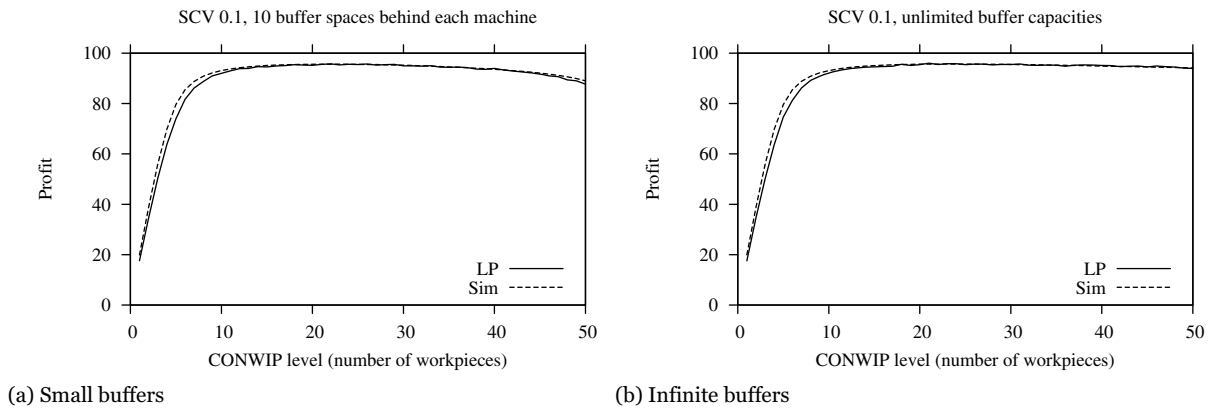 SCV 0.1, 10 buffer spaces behind each machine
100
80
60
40
20
0
Profit
LP
Sim
0 10 20 30 40 50
CONWIP level (number of workpieces)
(a) Small buffers
SCV 0.1, unlimited buffer capacities
100
80
60
40
20
0
Profit
LP
Sim
0 10 20 30 40 50
CONWIP level (number of workpieces)
(b) Infinite buffers